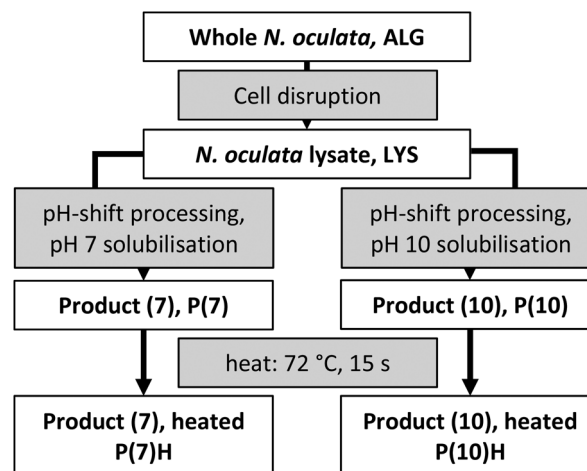 Whole N. oculata, ALG
Cell disruption
N. oculata lysate, LYS
pH-shift processing,
pH 7 solubilisation
pH-shift processing,
pH 10 solubilisation
Product (7), P(7)
Product (10), P(10)
heat: 72 °C, 15 s
Product (7), heated
P(7)H
Product (10), heated
P(10)H